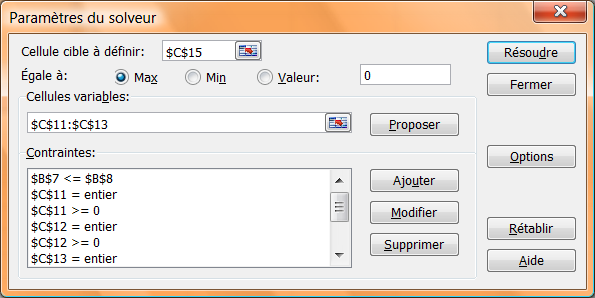 Paramètres du solveur
Cellule cible à définir: $C$15
Résoudre
Égale à: Max Min Valeur: 0
Fermer
Cellules variables:
$C$11:$C$13
Proposer
Contraintes:
Options
$B$7 <= $B$8
$C$11 = entier
$C$11 >= 0
$C$12 = entier
$C$12 >= 0
$C$13 = entier
Ajouter
Modifier
Supprimer
Rétablir
Aide